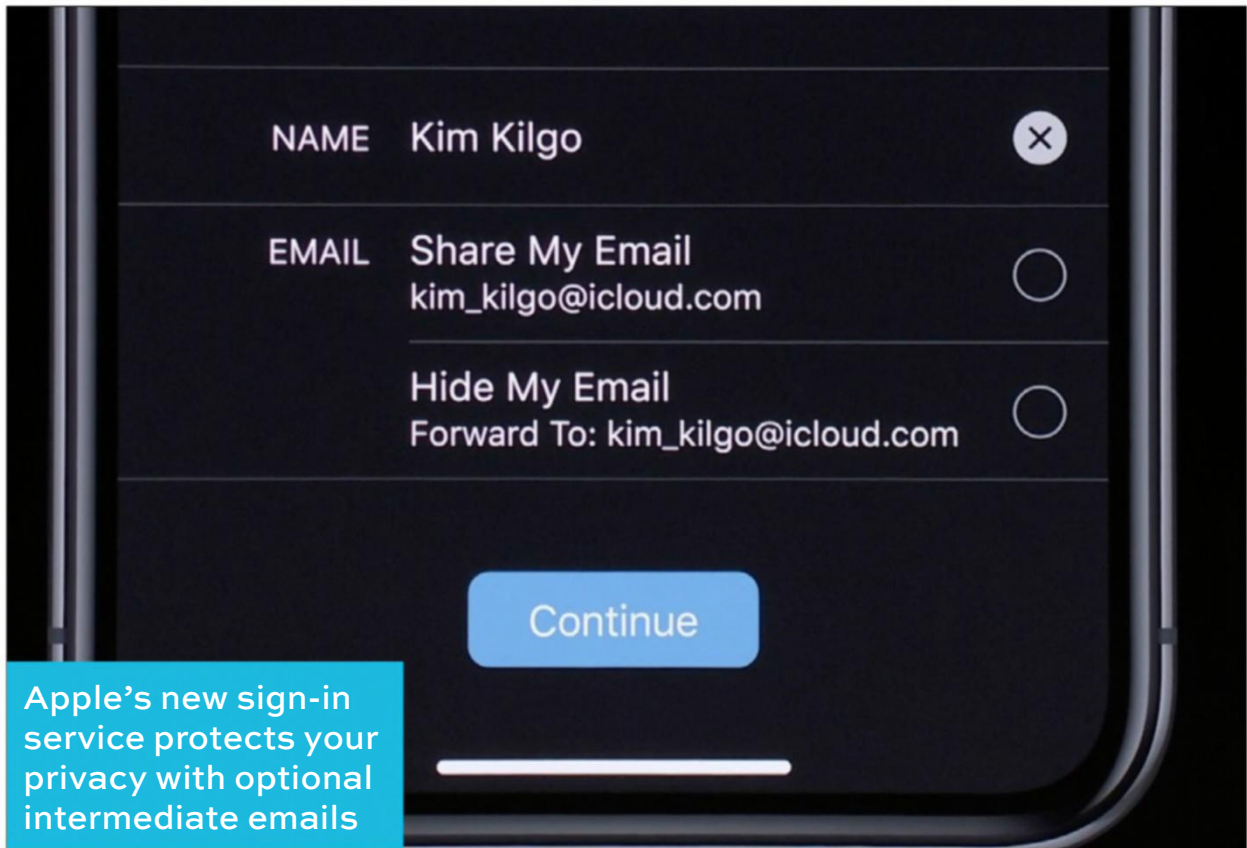 NAME Kim Kilgo
EMAIL Share My Email
kim_kilgo@icloud.com
Hide My Email
Forward To: kim_kilgo@icloud.com
Continue
Apple’s new sign-in
service protects your
privacy with optional
intermediate emails